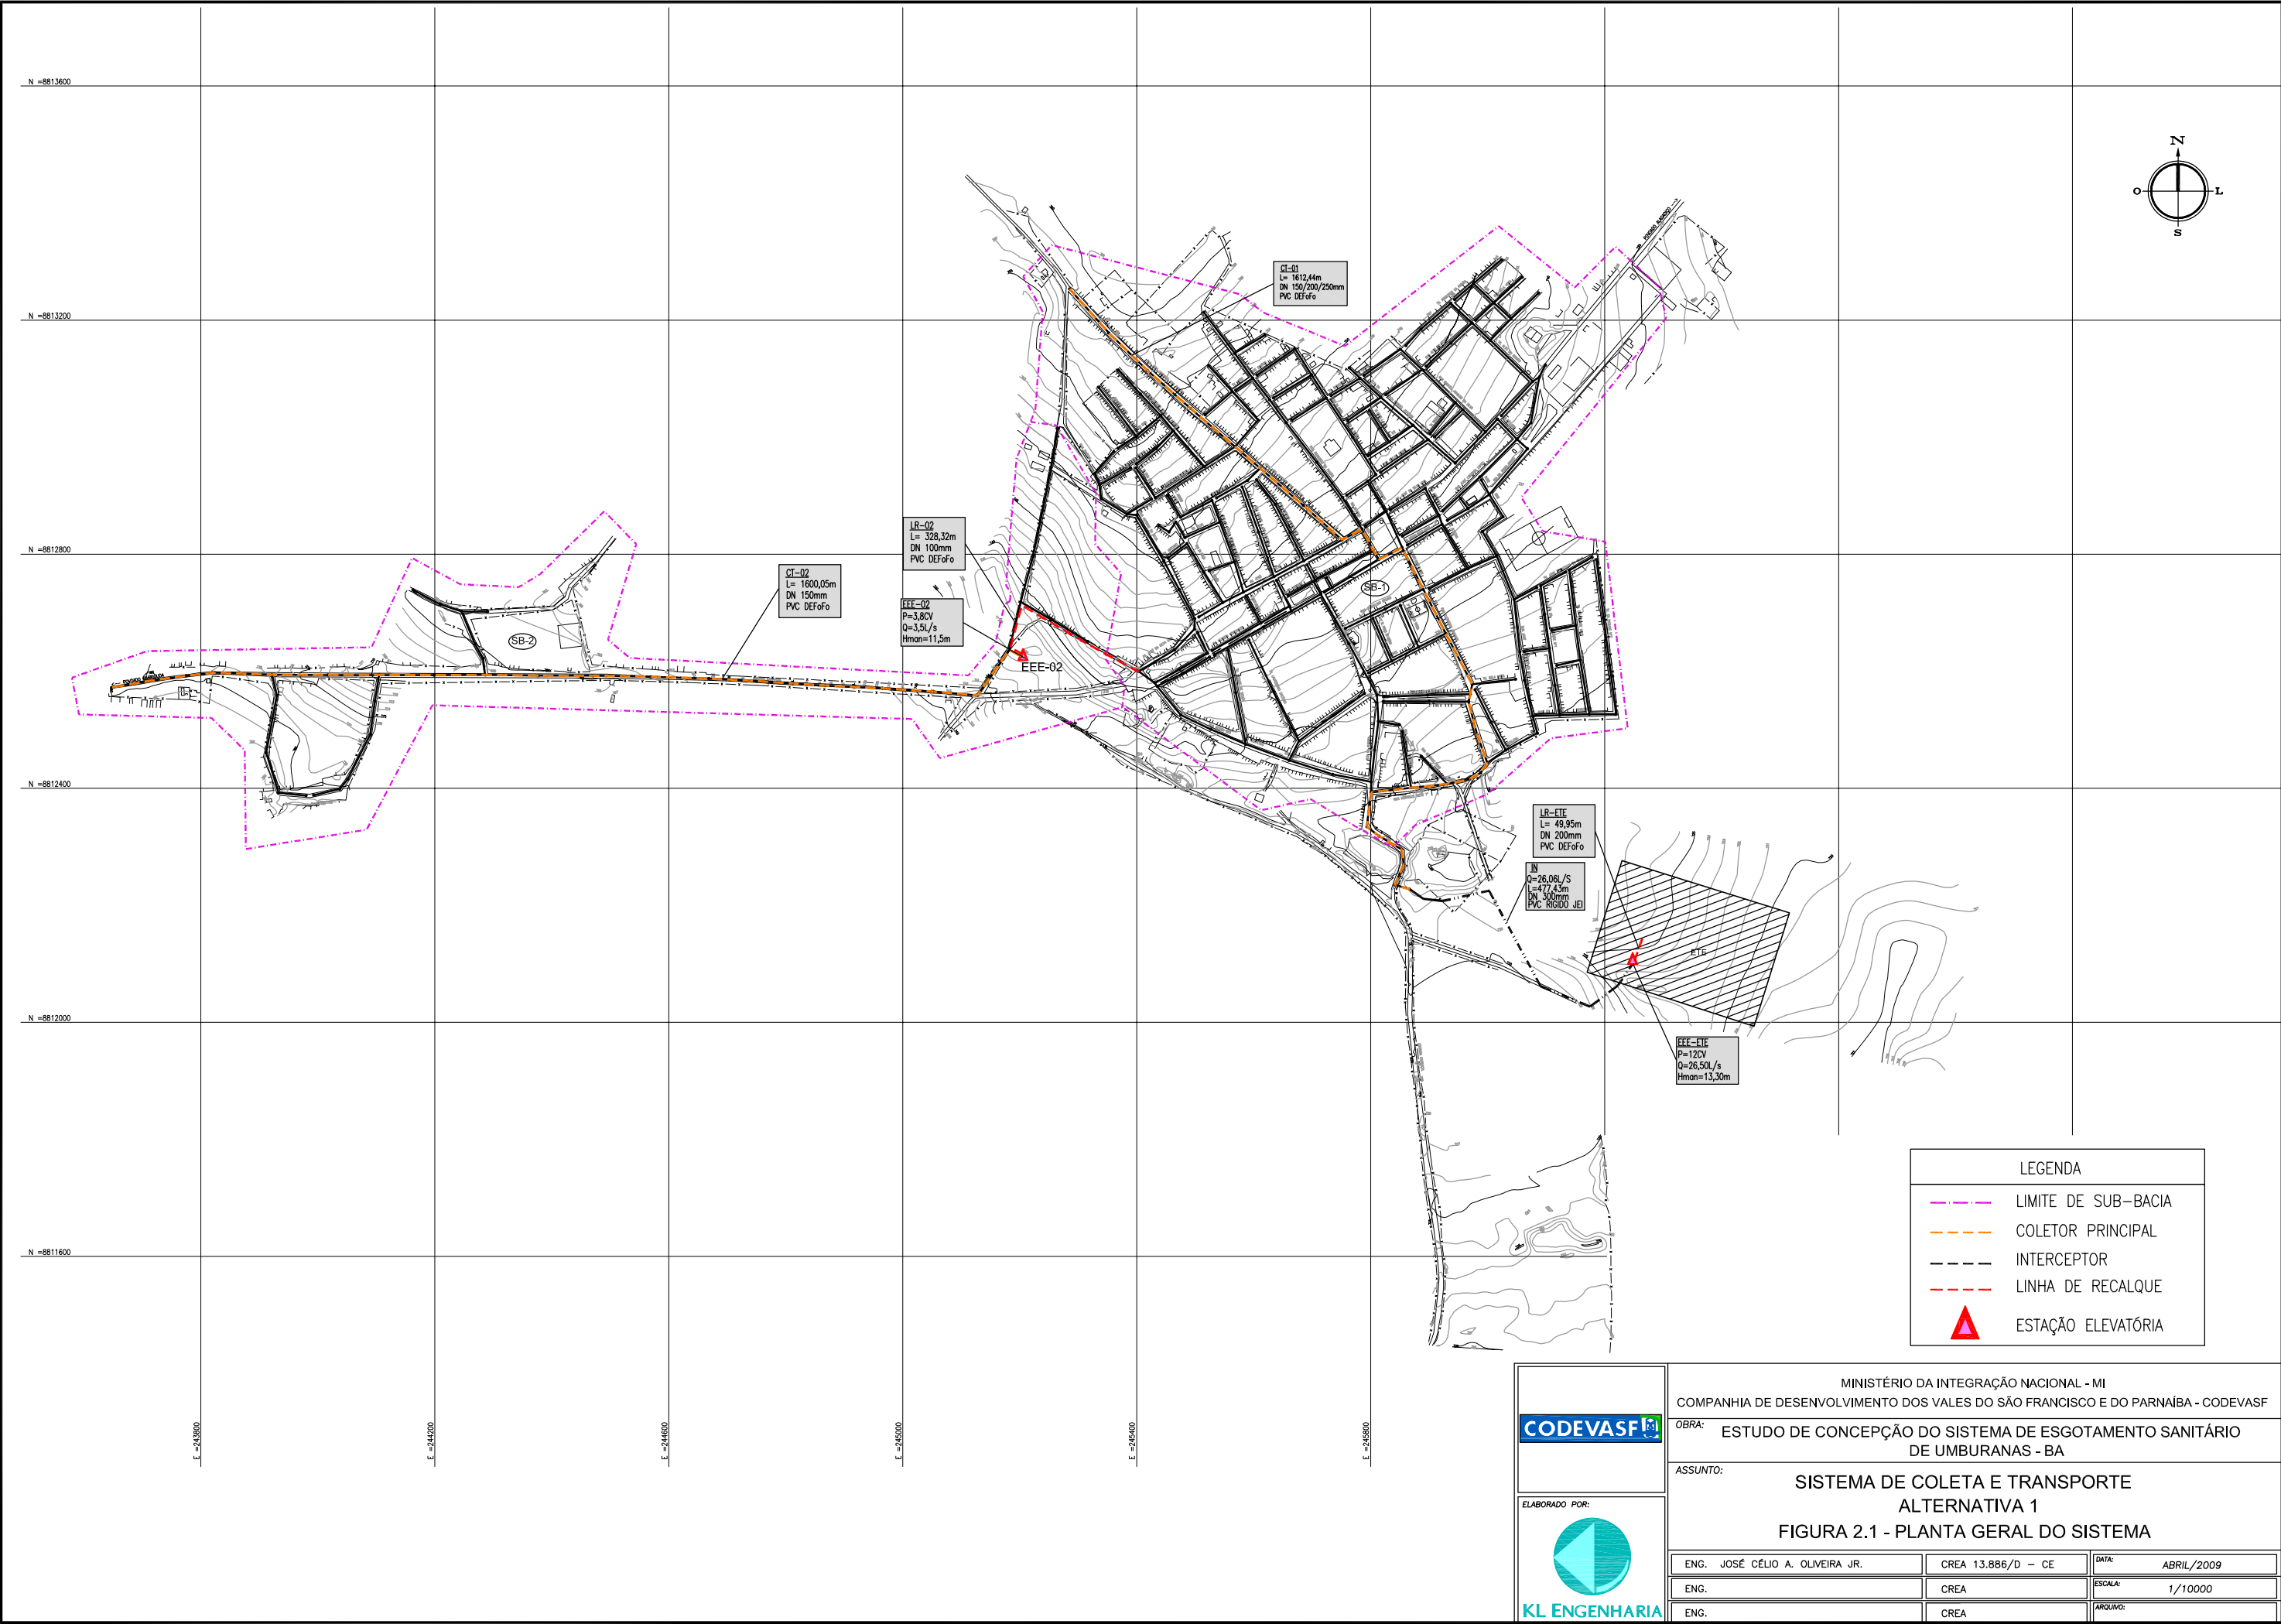 N =8813600
N
O
L
S
POVOADO ALAGADIÇO
CT-01
L= 1612,44m
DN 150/200/250mm
PVC DEFoFo
N =8813200
LR-02
L= 328,32m
DN 100mm
PVC DEFoFo
N =8812800
CT-02
L= 1600,05m
DN 150mm
PVC DEFoFo
EEE-02
P=3,8CV
Q=3,5L/s
Hman=11,5m
SB-1
SB-2
EEE-02
N =8812400
LR-ETE
L= 49,95m
DN 200mm
PVC DEFoFo
IN
Q=26,06L/S
L=477,43m
DN 300mm
PVC RIGIDO JEI
ETE
N =8812000
EEE-ETE
P=12CV
Q=26,50L/s
Hman=13,30m
N =8811600
LEGENDA
LIMITE DE SUB-BACIA
COLETOR PRINCIPAL
INTERCEPTOR
LINHA DE RECALQUE
ESTAÇÃO ELEVATÓRIA
E =243800
E =244200
E =244600
E =245000
E =245400
E =245800
CODEVASF
MINISTÉRIO DA INTEGRAÇÃO NACIONAL - MI
COMPANHIA DE DESENVOLVIMENTO DOS VALES DO SÃO FRANCISCO E DO PARNAÍBA - CODEVASF
OBRA: ESTUDO DE CONCEPÇÃO DO SISTEMA DE ESGOTAMENTO SANITÁRIO
DE UMBURANAS - BA
ASSUNTO:
SISTEMA DE COLETA E TRANSPORTE
ALTERNATIVA 1
FIGURA 2.1 - PLANTA GERAL DO SISTEMA
ELABORADO POR:
KL ENGENHARIA
ENG. JOSÉ CÉLIO A. OLIVEIRA JR. CREA 13.886/D - CE DATA: ABRIL/2009
ENG. CREA ESCALA: 1/10000
ENG. CREA ARQUIVO: